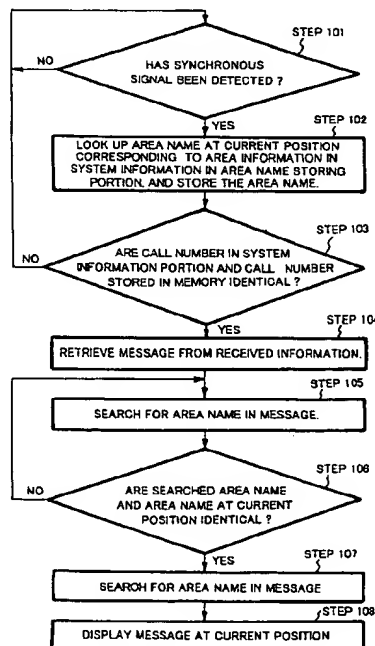 STEP 101
HAS SYNCHRONOUS
SIGNAL BEEN DETECTED ?
NO
YES
STEP 102
LOOK UP AREA NAME AT CURRENT POSITION
CORRESPONDING TO AREA INFORMATION IN
SYSTEM INFORMATION IN AREA NAME STORING
PORTION, AND STORE THE AREA NAME.
STEP 103
ARE CALL NUMBER IN SYSTEM
INFORMATION PORTION AND CALL NUMBER
STORED IN MEMORY IDENTICAL ?
NO
YES
STEP 104
RETRIEVE MESSAGE FROM RECEIVED INFORMATION.
STEP 105
SEARCH FOR AREA NAME IN MESSAGE.
STEP 106
ARE SEARCHED AREA NAME
AND AREA NAME AT CURRENT
POSITION IDENTICAL ?
NO
YES
STEP 107
SEARCH FOR AREA NAME IN MESSAGE
STEP 108
DISPLAY MESSAGE AT CURRENT POSITION